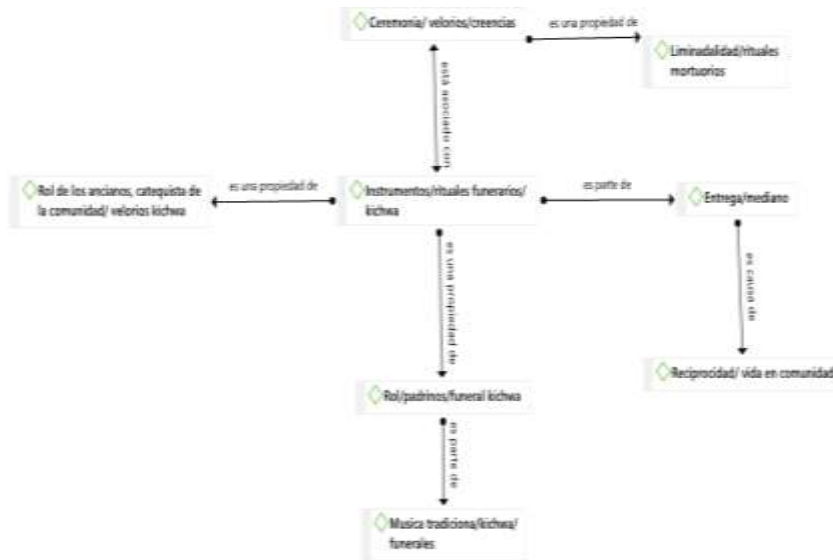 Ceremonia/ velorios/creencias
es una propiedad de
Liminadalidad/rituales
mortuorios
está asociado con
Rol de los ancianos, catequista de
la comunidad/ velorios kichwa
es una propiedad de
Instrumentos/rituales funerarios/
kichwa
es parte de
Entrega/mediano
es una propiedad de
es causa de
Reciprocidad/ vida en comunidad
Rol/padrinos/funeral kichwa
es parte de
Musica tradiciona/kichwa/
funerales